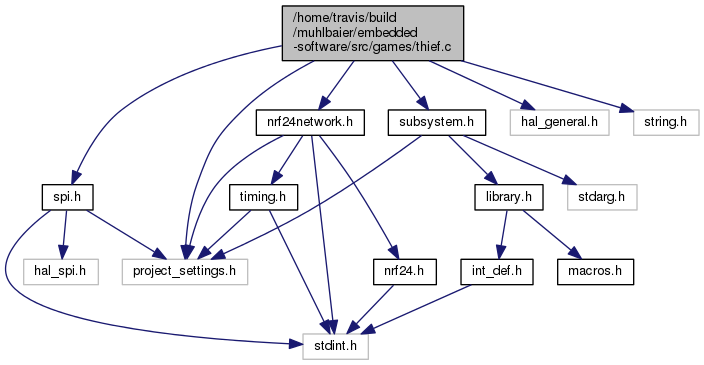 /home/travis/build
/muhlbaier/embedded
-software/src/games/thief.c
nrf24network.h
subsystem.h
hal_general.h
string.h
spi.h
timing.h
library.h
stdarg.h
hal_spi.h
project_settings.h
nrf24.h
int_def.h
macros.h
stdint.h